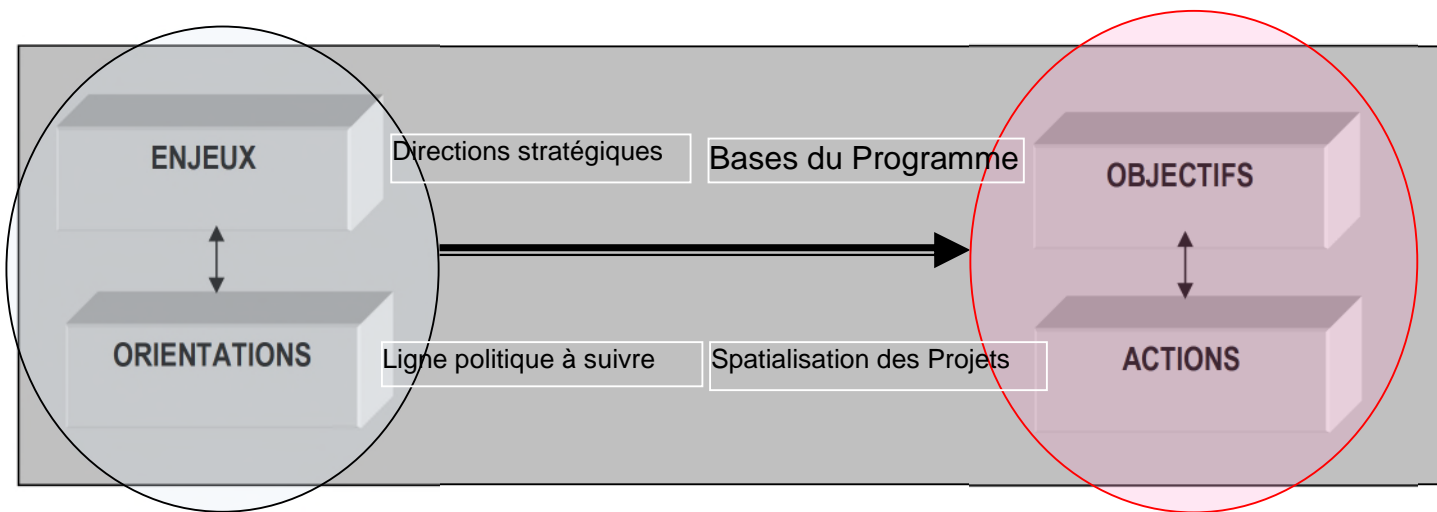 ENJEUX
Directions stratégiques
Bases du Programme
OBJECTIFS
ORIENTATIONS
Ligne politique à suivre
Spatialisation des Projets
ACTIONS